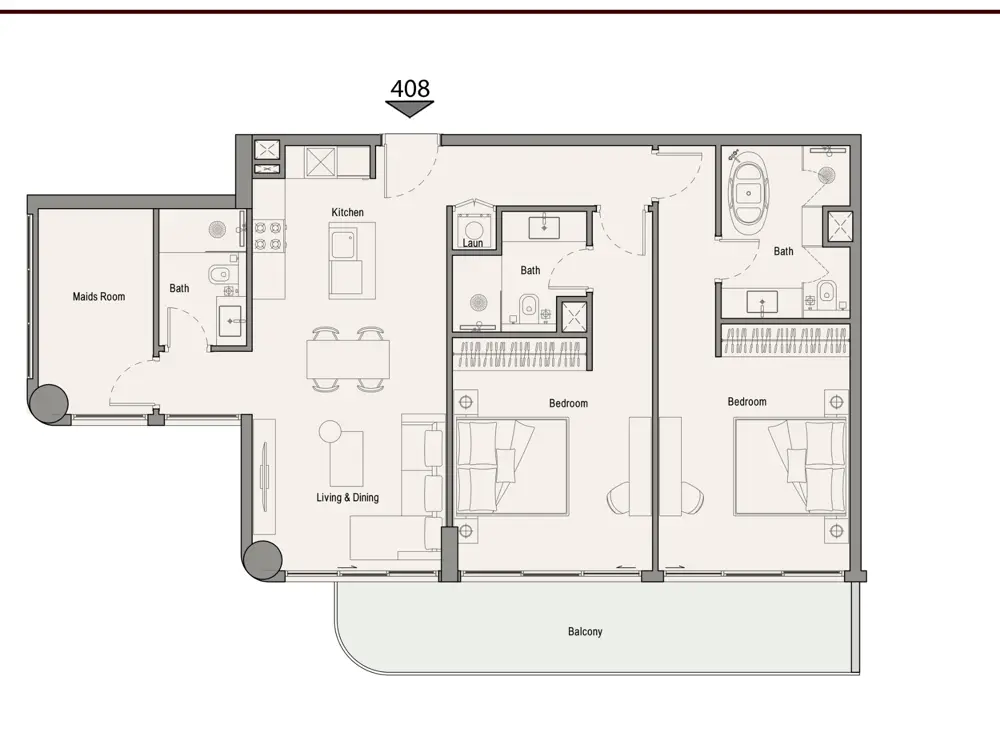 408
Kitchen
Laun
Bath
Bath
Maids Room
Bath
Bedroom
Bedroom
Living & Dining
Balcony